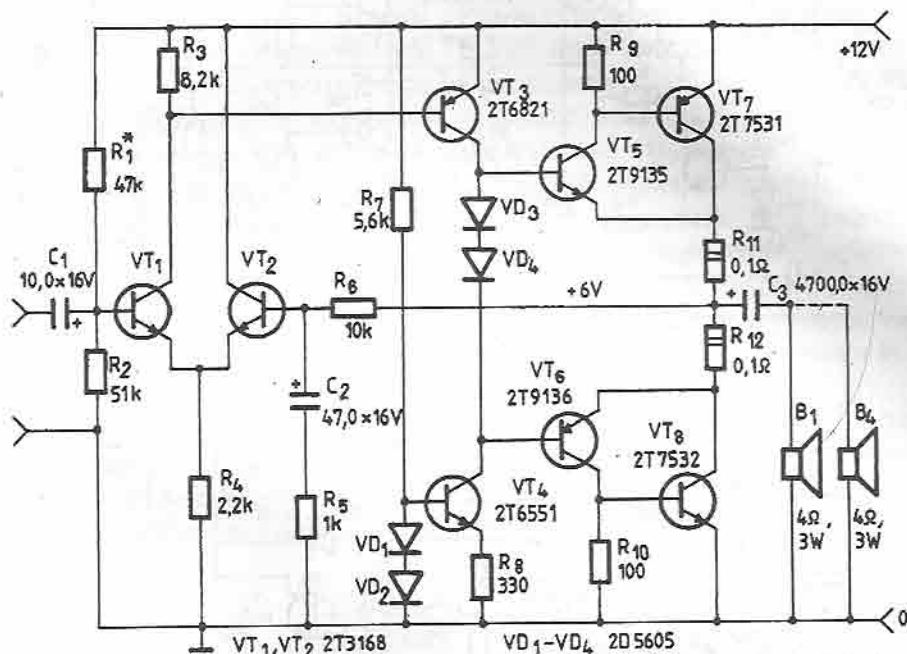 R3
8,2k
R9
100
+12V
VT3
2T6821
VT7
2T7531
R1*
47k
VT5
2T9135
R7
5,6k
VD3
R11
0,1Ω
C1
10,0×16V
VT1
VT2
R6
10k
VD4
+6V
C3 4700,0×16V
R2
51k
C2
47,0×16V
VT6
2T9136
R12
0,1Ω
B1
B4
VT8
2T7532
R4
2,2k
R5
1k
VT4
2T6551
4Ω,
3W
4Ω,
3W
VD1
VD2
R8
330
R10
100
0
VT1,VT2 2T3168
VD1-VD4 2D5605